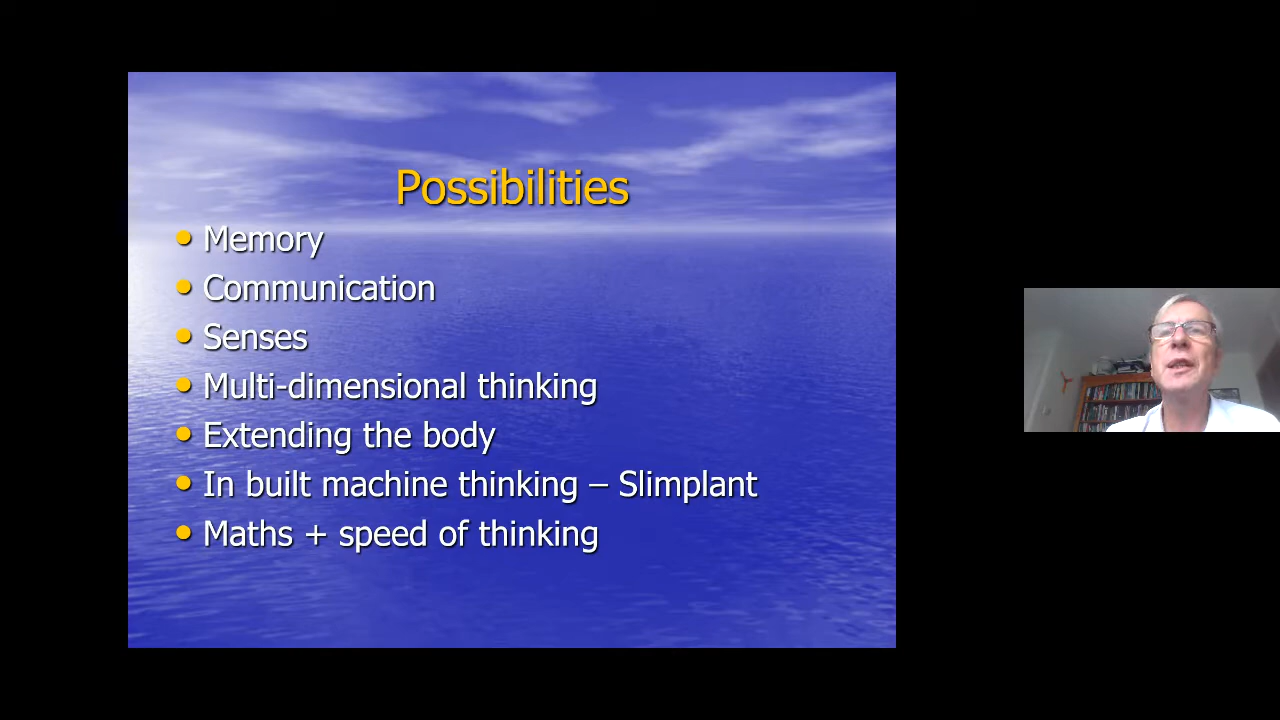 Possibilities
Memory
Communication
Senses
Multi-dimensional thinking
Extending the body
In built machine thinking – Slimplant
Maths + speed of thinking